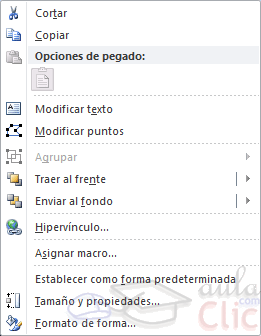 Cortar
Copiar
Opciones de pegado:
Modificar texto
Modificar puntos
Agrupar
Traer al frente
Enviar al fondo
Hipervínculo...
Asignar macro...
Establecer como forma predeterminada
Tamaño y propiedades...
Formato de forma...
aula
Clic
.com